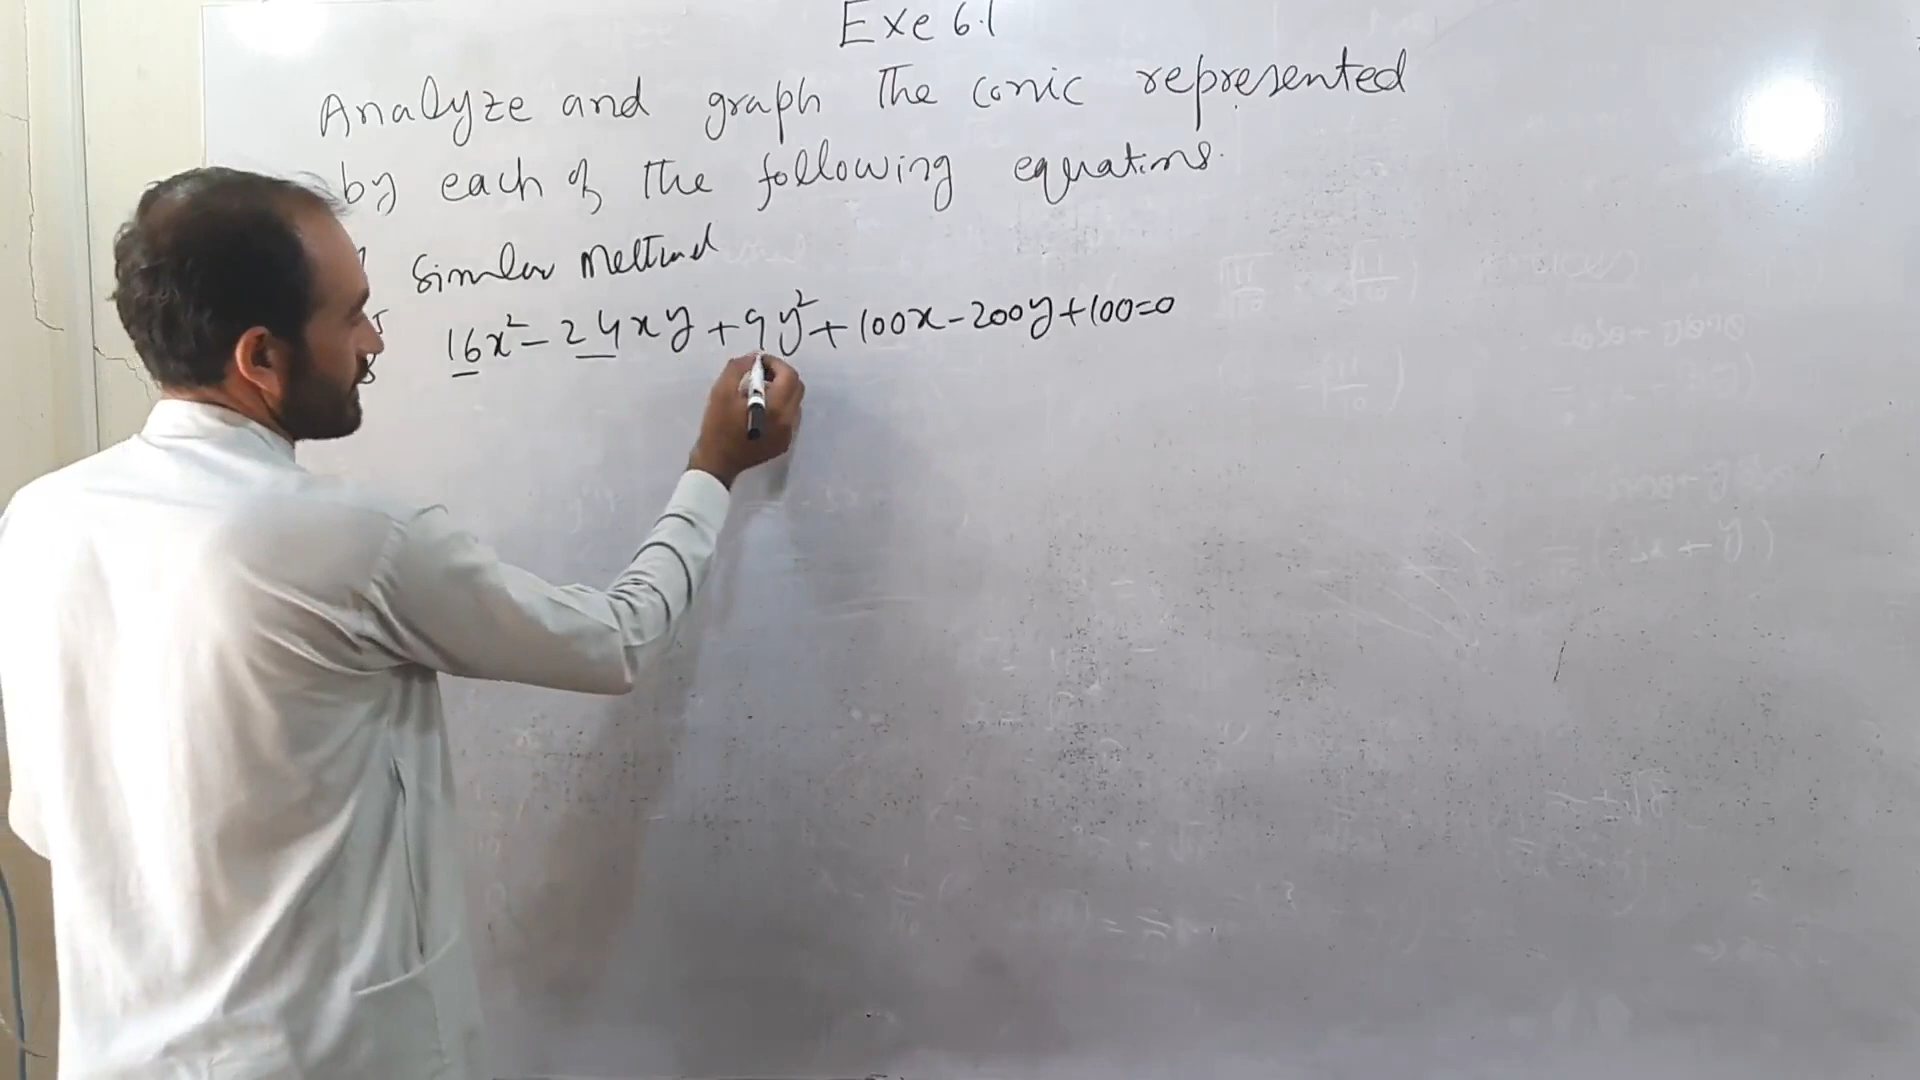 Exe 6.1
Analyze and graph The conic represented
by each of the following equations.
Similar Method
16x² - 24xy + 9y² + 100x - 200y + 100 = 0